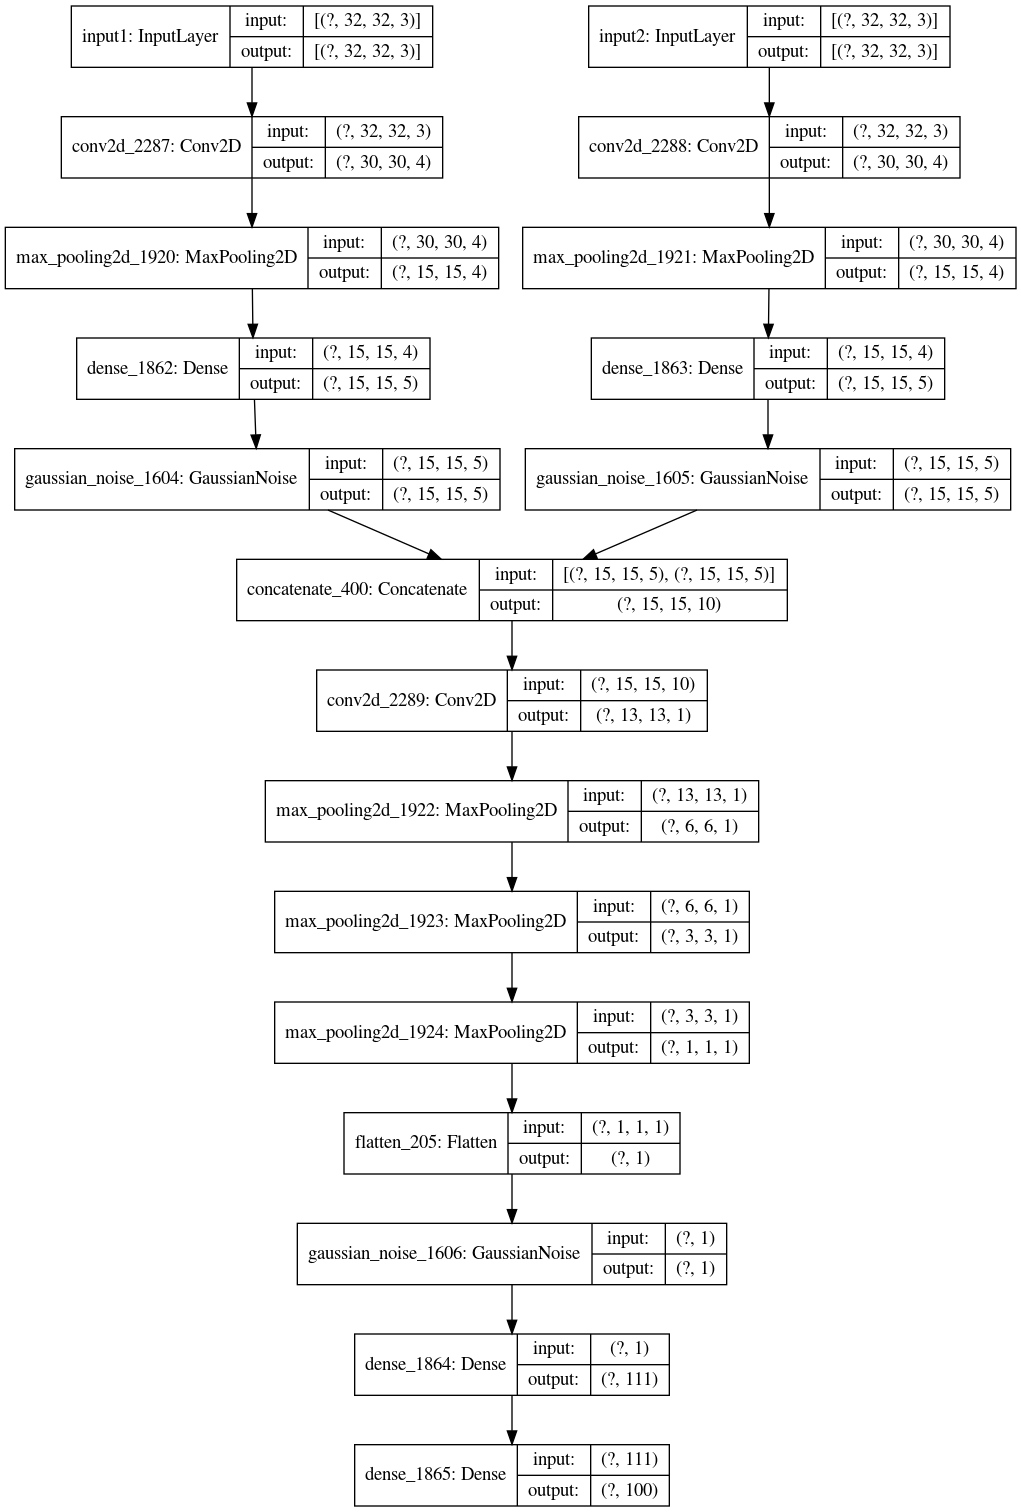 input1: InputLayer
input: [(?, 32, 32, 3)]
output: [(?, 32, 32, 3)]
input2: InputLayer
input: [(?, 32, 32, 3)]
output: [(?, 32, 32, 3)]
conv2d_2287: Conv2D
input: (?, 32, 32, 3)
output: (?, 30, 30, 4)
conv2d_2288: Conv2D
input: (?, 32, 32, 3)
output: (?, 30, 30, 4)
max_pooling2d_1920: MaxPooling2D
input: (?, 30, 30, 4)
output: (?, 15, 15, 4)
max_pooling2d_1921: MaxPooling2D
input: (?, 30, 30, 4)
output: (?, 15, 15, 4)
dense_1862: Dense
input: (?, 15, 15, 4)
output: (?, 15, 15, 5)
dense_1863: Dense
input: (?, 15, 15, 4)
output: (?, 15, 15, 5)
gaussian_noise_1604: GaussianNoise
input: (?, 15, 15, 5)
output: (?, 15, 15, 5)
gaussian_noise_1605: GaussianNoise
input: (?, 15, 15, 5)
output: (?, 15, 15, 5)
concatenate_400: Concatenate
input: [(?, 15, 15, 5), (?, 15, 15, 5)]
output: (?, 15, 15, 10)
conv2d_2289: Conv2D
input: (?, 15, 15, 10)
output: (?, 13, 13, 1)
max_pooling2d_1922: MaxPooling2D
input: (?, 13, 13, 1)
output: (?, 6, 6, 1)
max_pooling2d_1923: MaxPooling2D
input: (?, 6, 6, 1)
output: (?, 3, 3, 1)
max_pooling2d_1924: MaxPooling2D
input: (?, 3, 3, 1)
output: (?, 1, 1, 1)
flatten_205: Flatten
input: (?, 1, 1, 1)
output: (?, 1)
gaussian_noise_1606: GaussianNoise
input: (?, 1)
output: (?, 1)
dense_1864: Dense
input: (?, 1)
output: (?, 111)
dense_1865: Dense
input: (?, 111)
output: (?, 100)